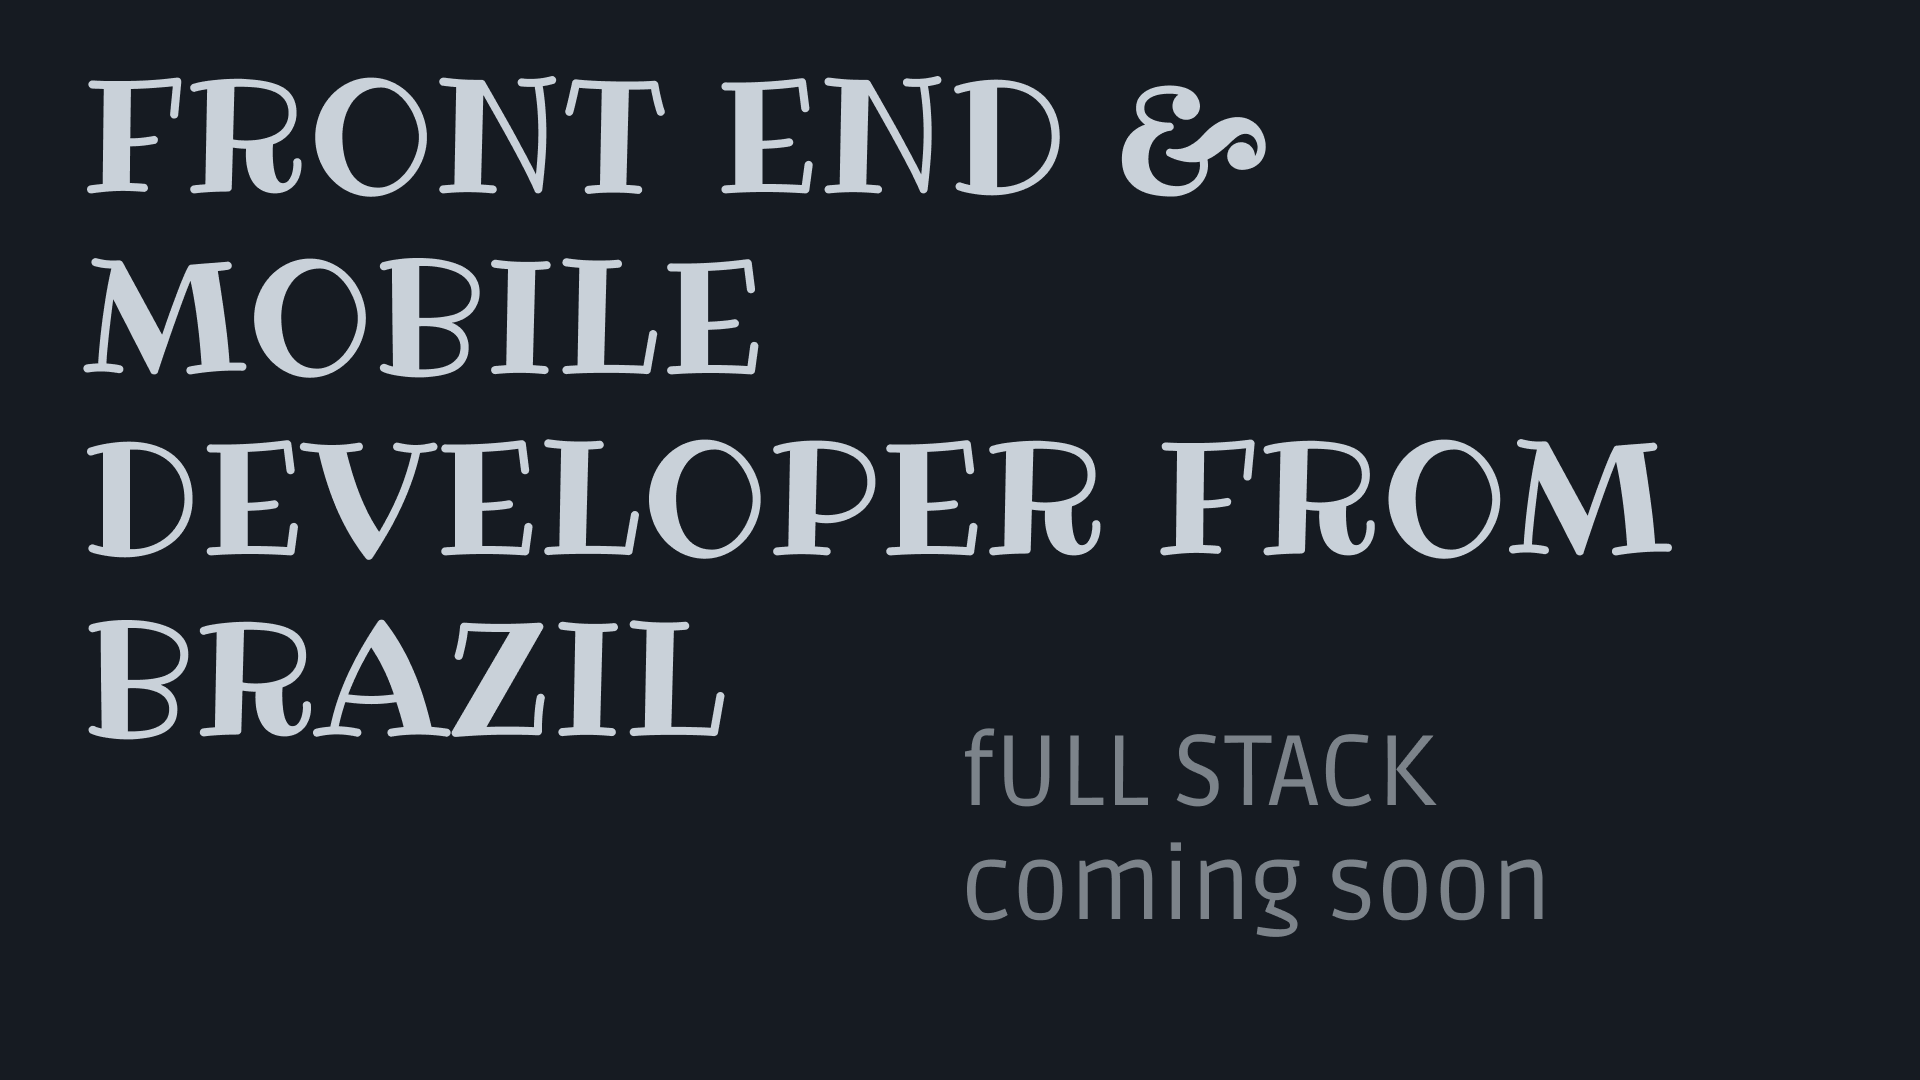 FRONT END &
MOBILE
DEVELOPER FROM
BRAZIL
fULL STACK
coming soon